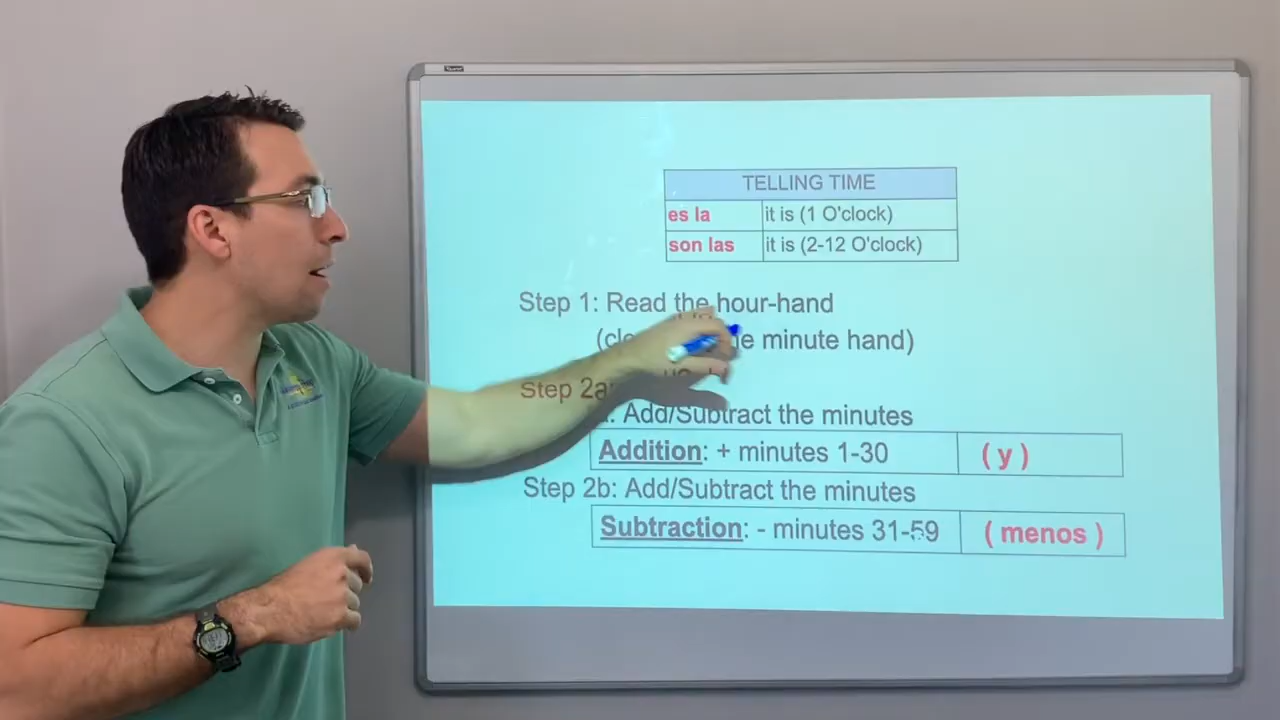 TELLING TIME
es la it is (1 O'clock)
son las it is (2-12 O'clock)
Step 1: Read the hour-hand
minute hand)
Step 2a
Add/Subtract the minutes
Addition: + minutes 1-30 ( y )
Step 2b: Add/Subtract the minutes
Subtraction: - minutes 31-59 ( menos )